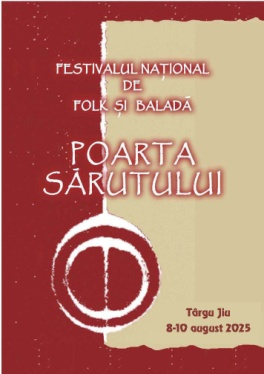 FESTIVALUL NAȚIONAL
DE
FOLK ȘI BALADĂ
POARTA
SĂRUTULUI
Târgu Jiu
8-10 august 2025